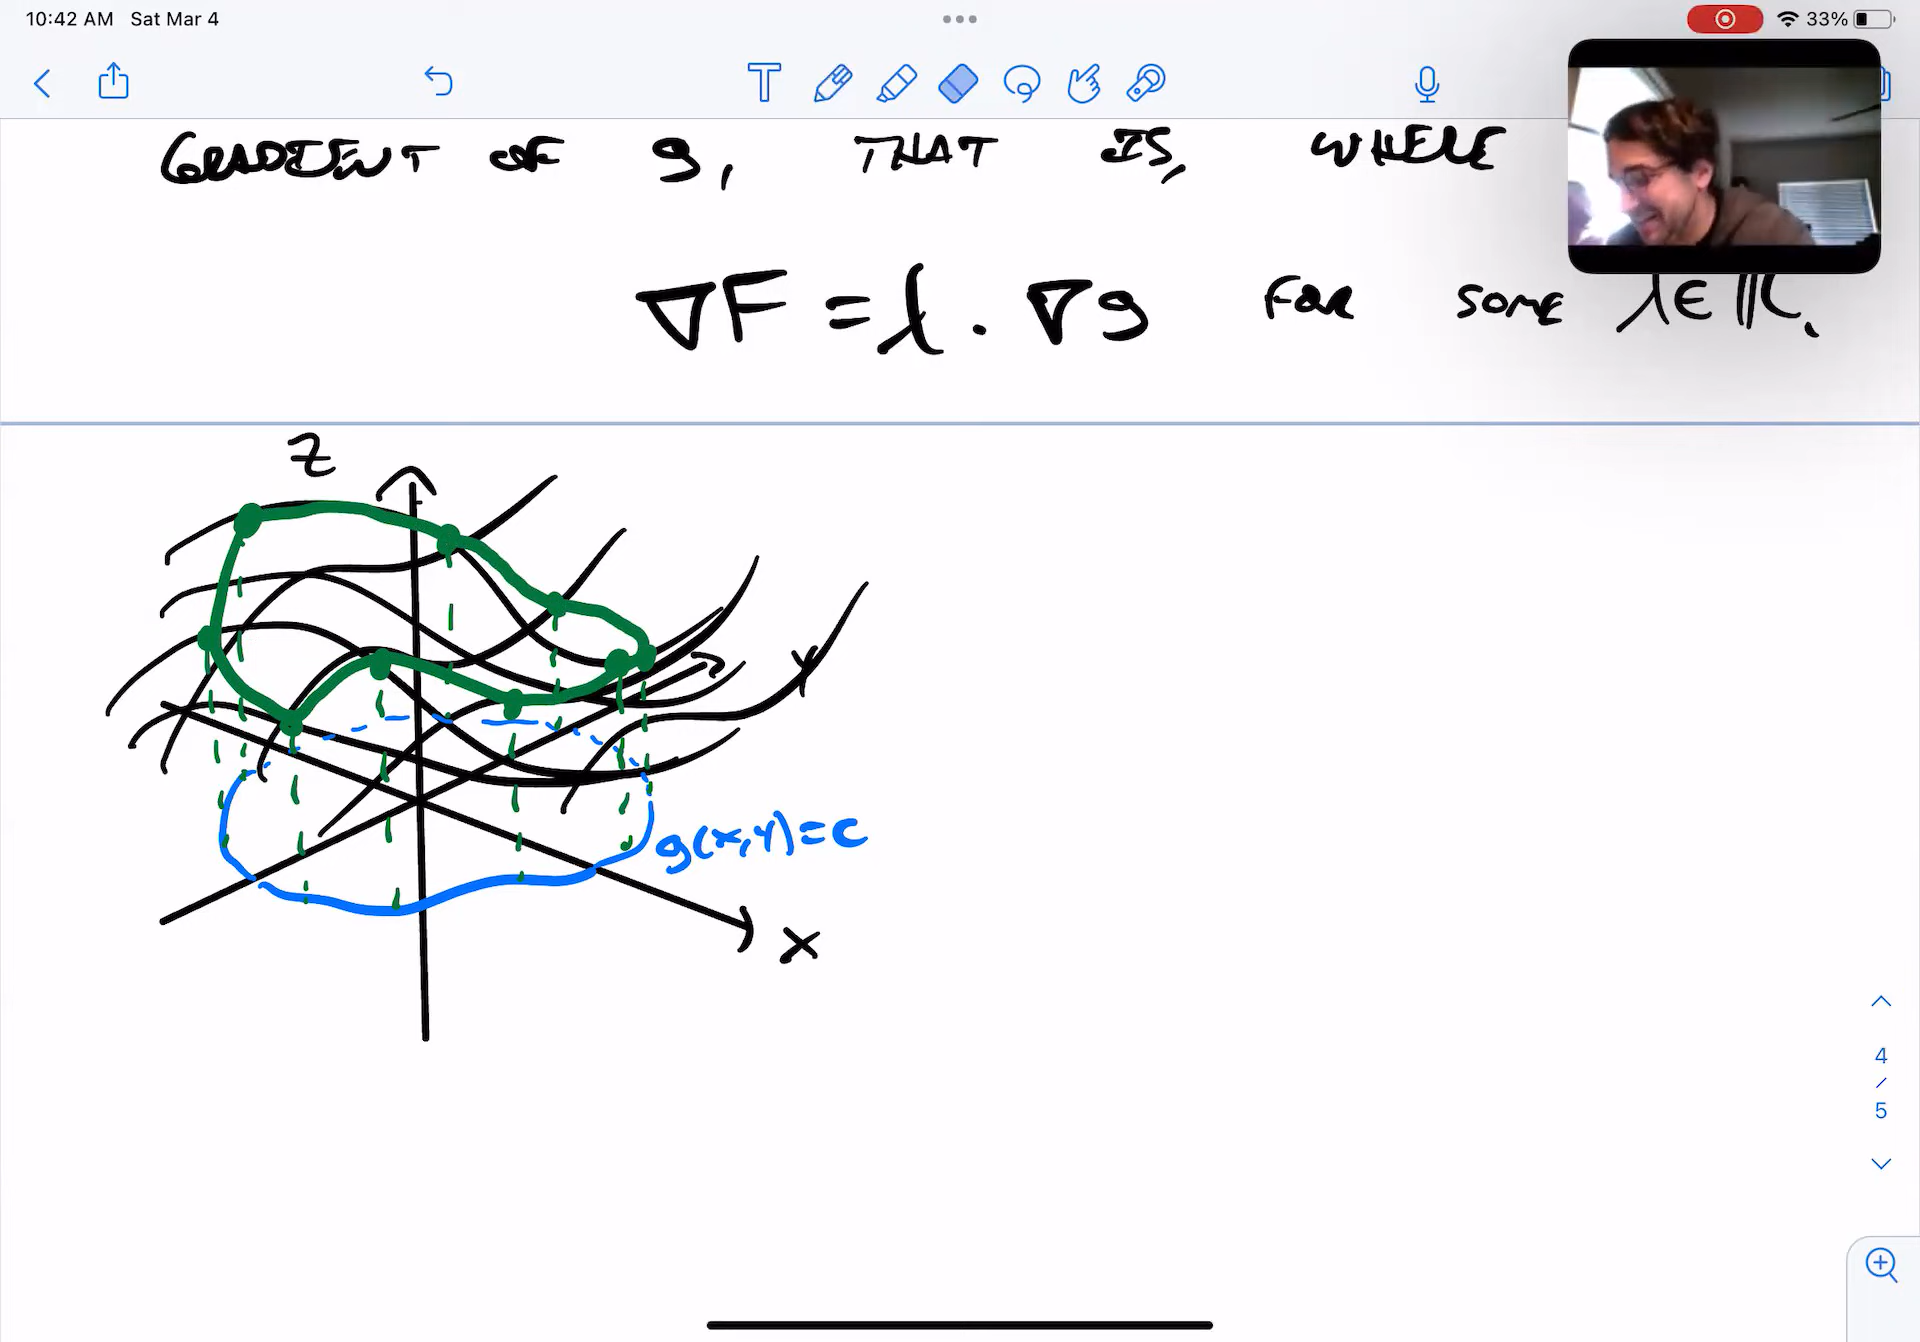 10:42 AM Sat Mar 4
33%
T
GRADIENT OF g, THAT IS, WHERE
∇F = λ · ∇g FOR SOME λ ∈ ℝ.
Z
Y
g(x,y)=c
X
4
/
5